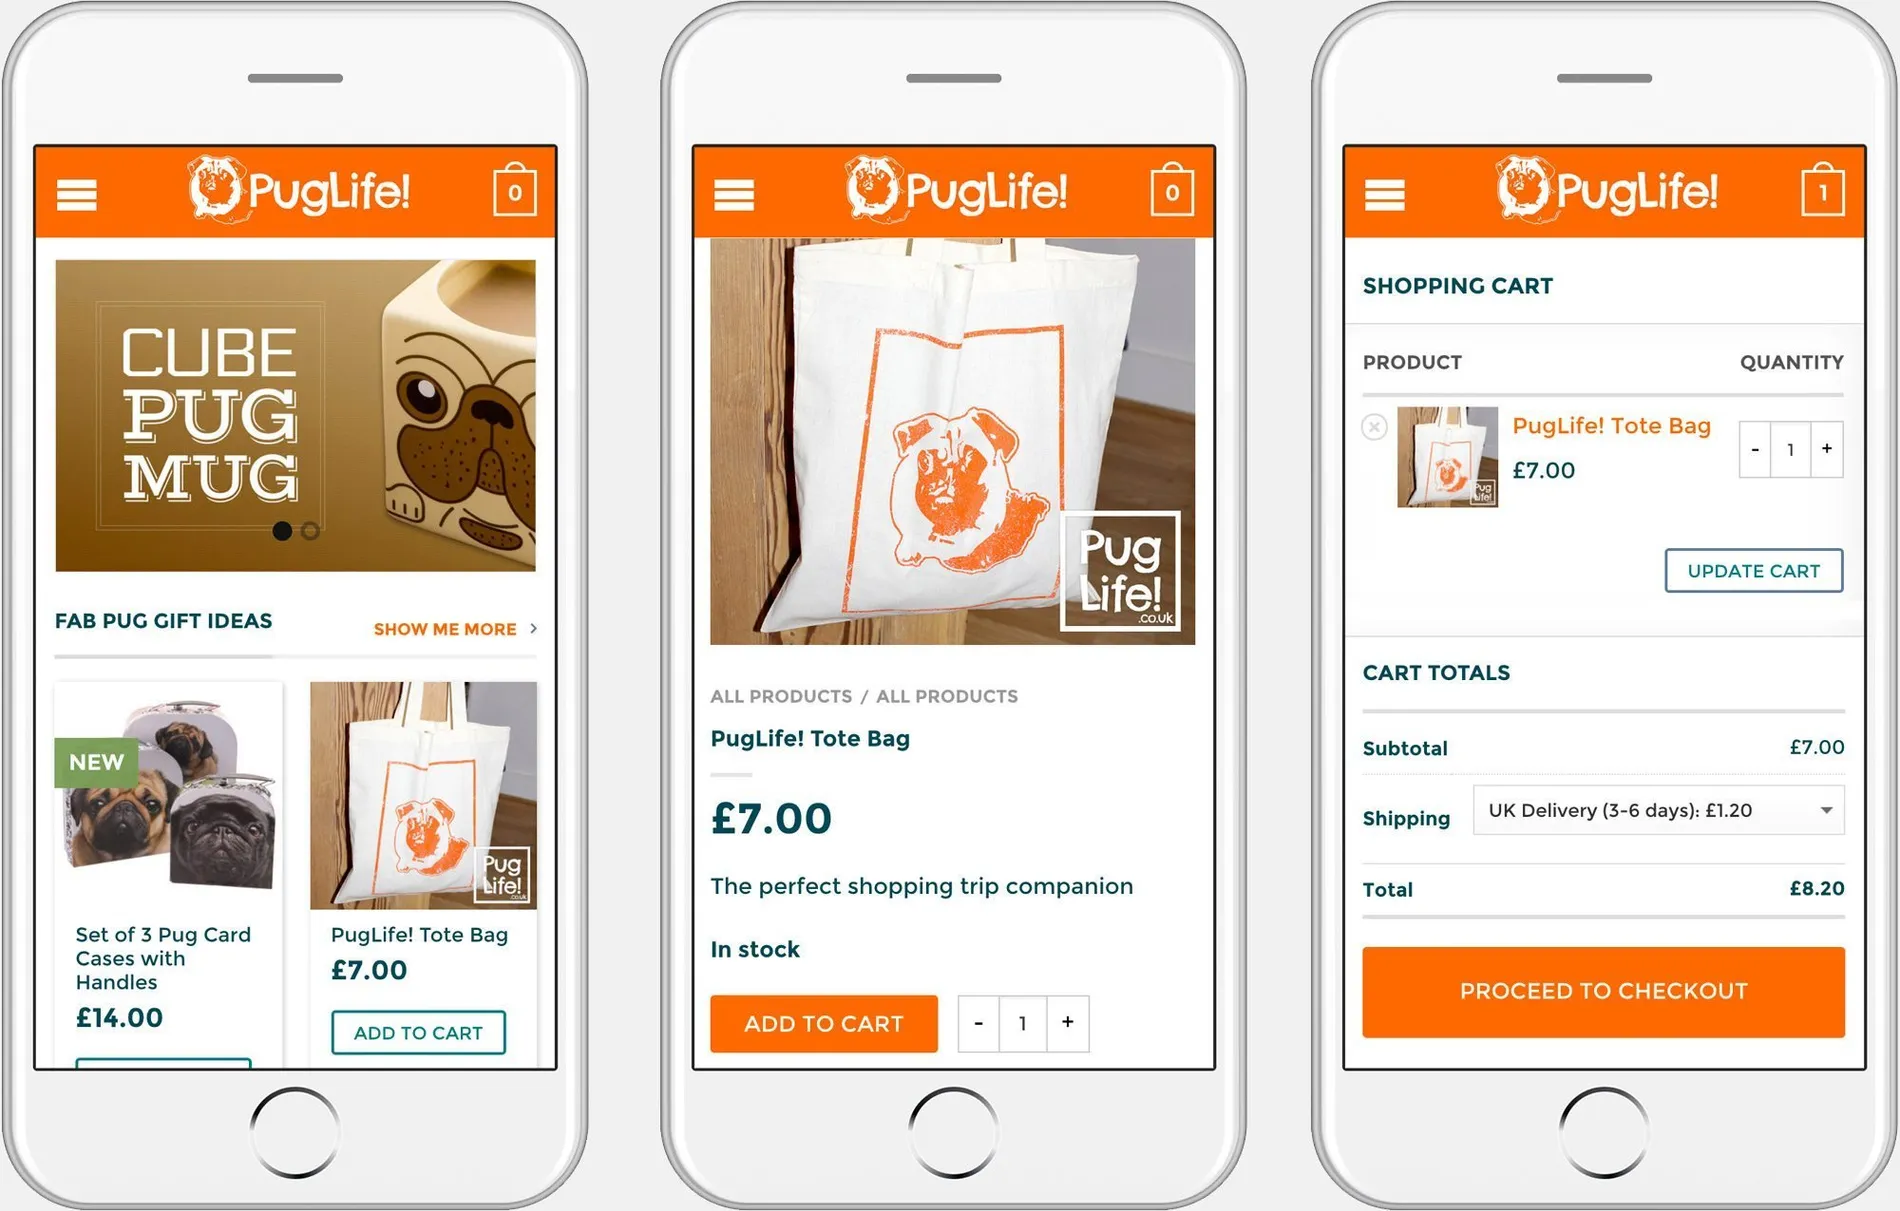 PugLife!
0
CUBE
PUG
MUG
FAB PUG GIFT IDEAS
SHOW ME MORE >
NEW
Pug
Life!
.co.uk
Set of 3 Pug Card
Cases with
Handles
£14.00
PugLife! Tote Bag
£7.00
ADD TO CART
PugLife!
0
Pug
Life!
.co.uk
ALL PRODUCTS / ALL PRODUCTS
PugLife! Tote Bag
£7.00
The perfect shopping trip companion
In stock
ADD TO CART
- 1 +
PugLife!
1
SHOPPING CART
PRODUCT QUANTITY
PugLife! Tote Bag
£7.00
- 1 +
Pug
Life!
UPDATE CART
CART TOTALS
Subtotal £7.00
Shipping UK Delivery (3-6 days): £1.20
Total £8.20
PROCEED TO CHECKOUT